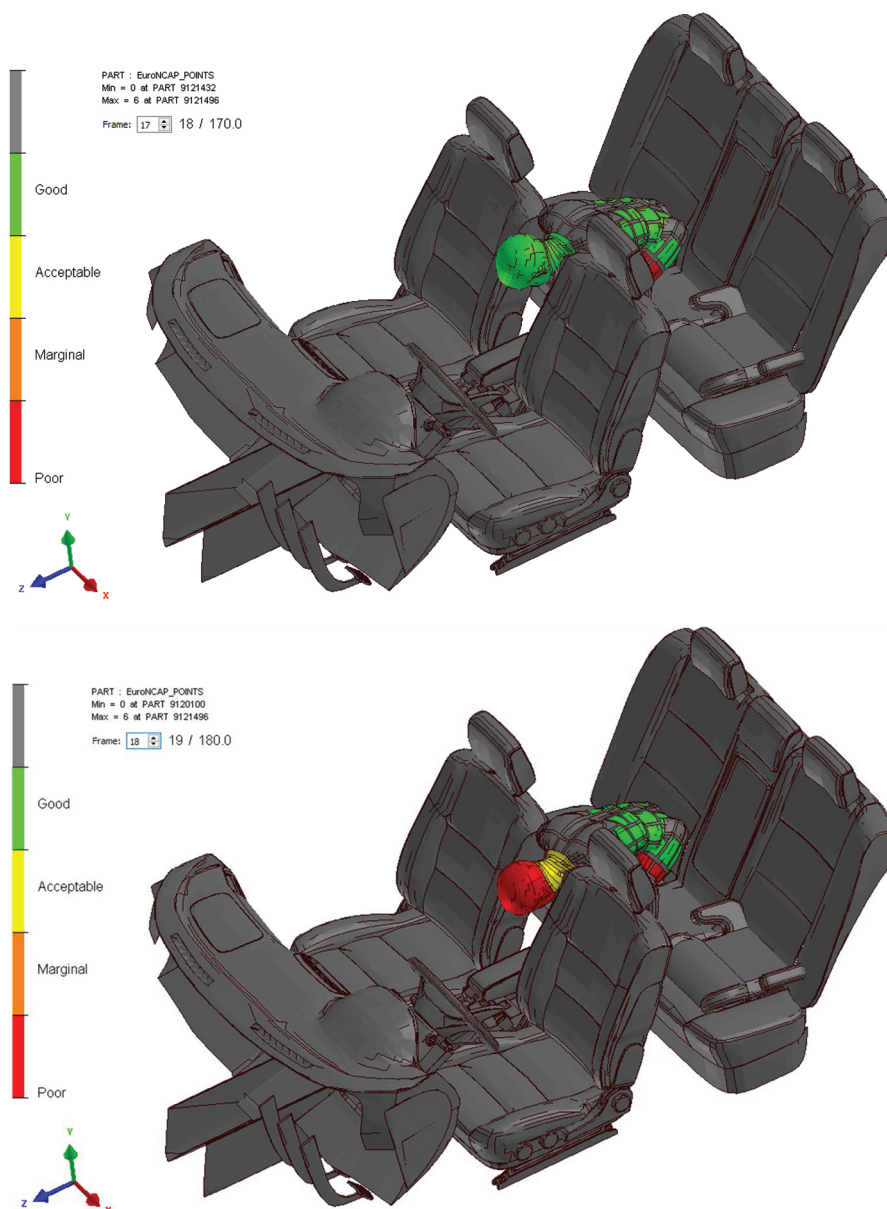 PART : EuroNCAP_POINTS
Min = 0 at PART 9121432
Max = 6 at PART 9121496
Frame: 17 18 / 170.0
Good
Acceptable
Marginal
Poor
Y
Z
X
PART : EuroNCAP_POINTS
Min = 0 at PART 9120100
Max = 6 at PART 9121496
Frame: 18 19 / 180.0
Good
Acceptable
Marginal
Poor
Y
Z